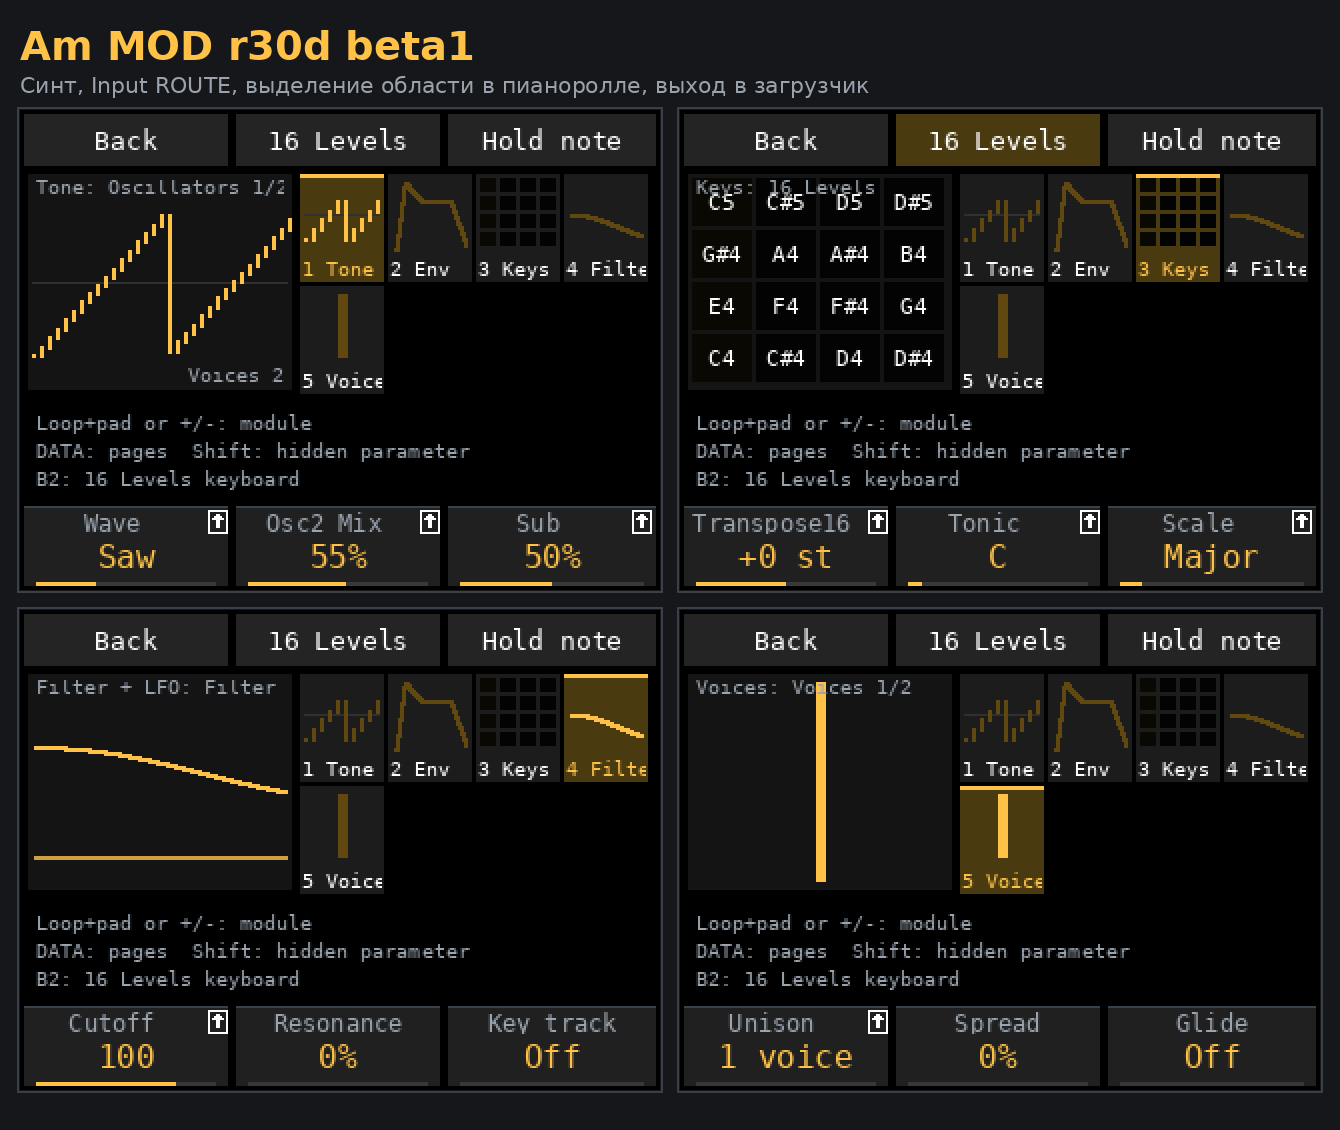 Am MOD r30d beta1
Синт, Input ROUTE, выделение области в пианоролле, выход в загрузчик
Back 16 Levels Hold note
Tone: Oscillators 1/2
1 Tone 2 Env 3 Keys 4 Filte
Voices 2
5 Voice
Loop+pad or +/-: module
DATA: pages Shift: hidden parameter
B2: 16 Levels keyboard
Wave Osc2 Mix Sub
Saw 55% 50%
Back 16 Levels Hold note
Keys: 16 Levels
C5 C#5 D5 D#5
G#4 A4 A#4 B4
E4 F4 F#4 G4
C4 C#4 D4 D#4
1 Tone 2 Env 3 Keys 4 Filte
5 Voice
Loop+pad or +/-: module
DATA: pages Shift: hidden parameter
B2: 16 Levels keyboard
Transpose16 Tonic Scale
+0 st C Major
Back 16 Levels Hold note
Filter + LFO: Filter
1 Tone 2 Env 3 Keys 4 Filte
5 Voice
Loop+pad or +/-: module
DATA: pages Shift: hidden parameter
B2: 16 Levels keyboard
Cutoff Resonance Key track
100 0% Off
Back 16 Levels Hold note
Voices: Voices 1/2
1 Tone 2 Env 3 Keys 4 Filte
5 Voice
Loop+pad or +/-: module
DATA: pages Shift: hidden parameter
B2: 16 Levels keyboard
Unison Spread Glide
1 voice 0% Off